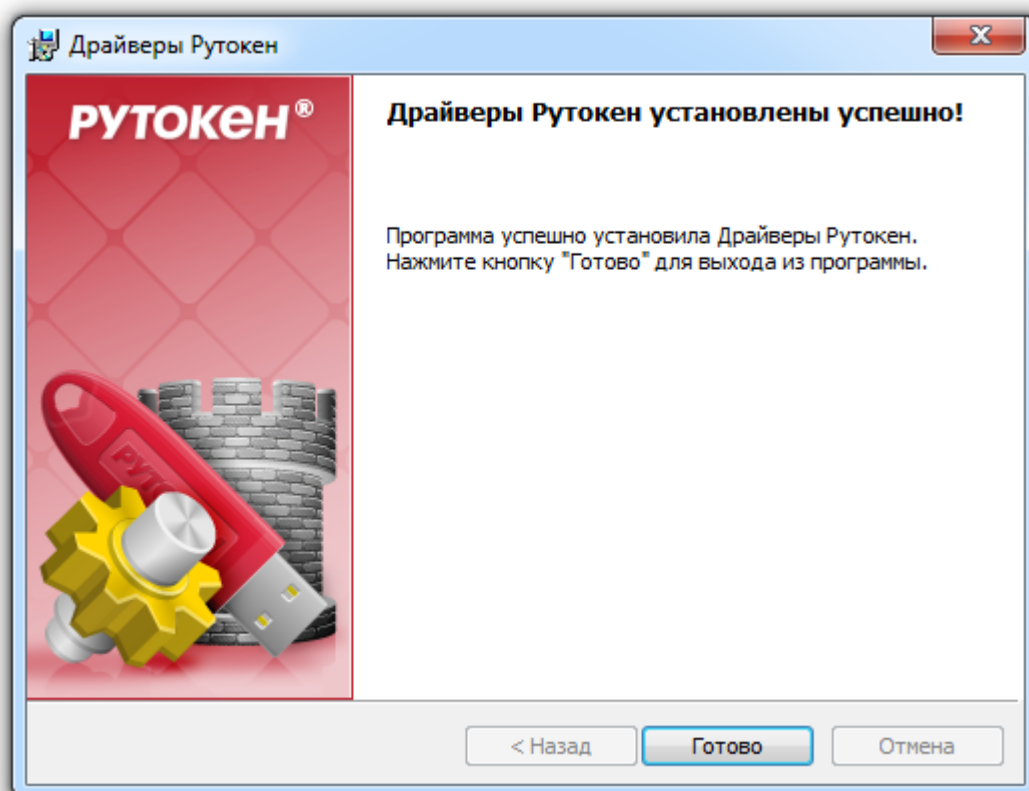 Драйверы Рутокен
РУТОКЕН®
Драйверы Рутокен установлены успешно!
Программа успешно установила Драйверы Рутокен.
Нажмите кнопку "Готово" для выхода из программы.
< Назад
Готово
Отмена